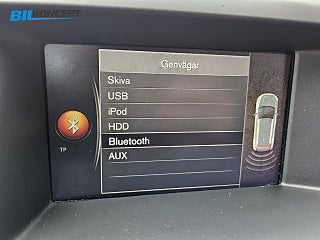 BILKONCEPT
Genvägar
Skiva
USB
iPod
HDD
Bluetooth
AUX
TP